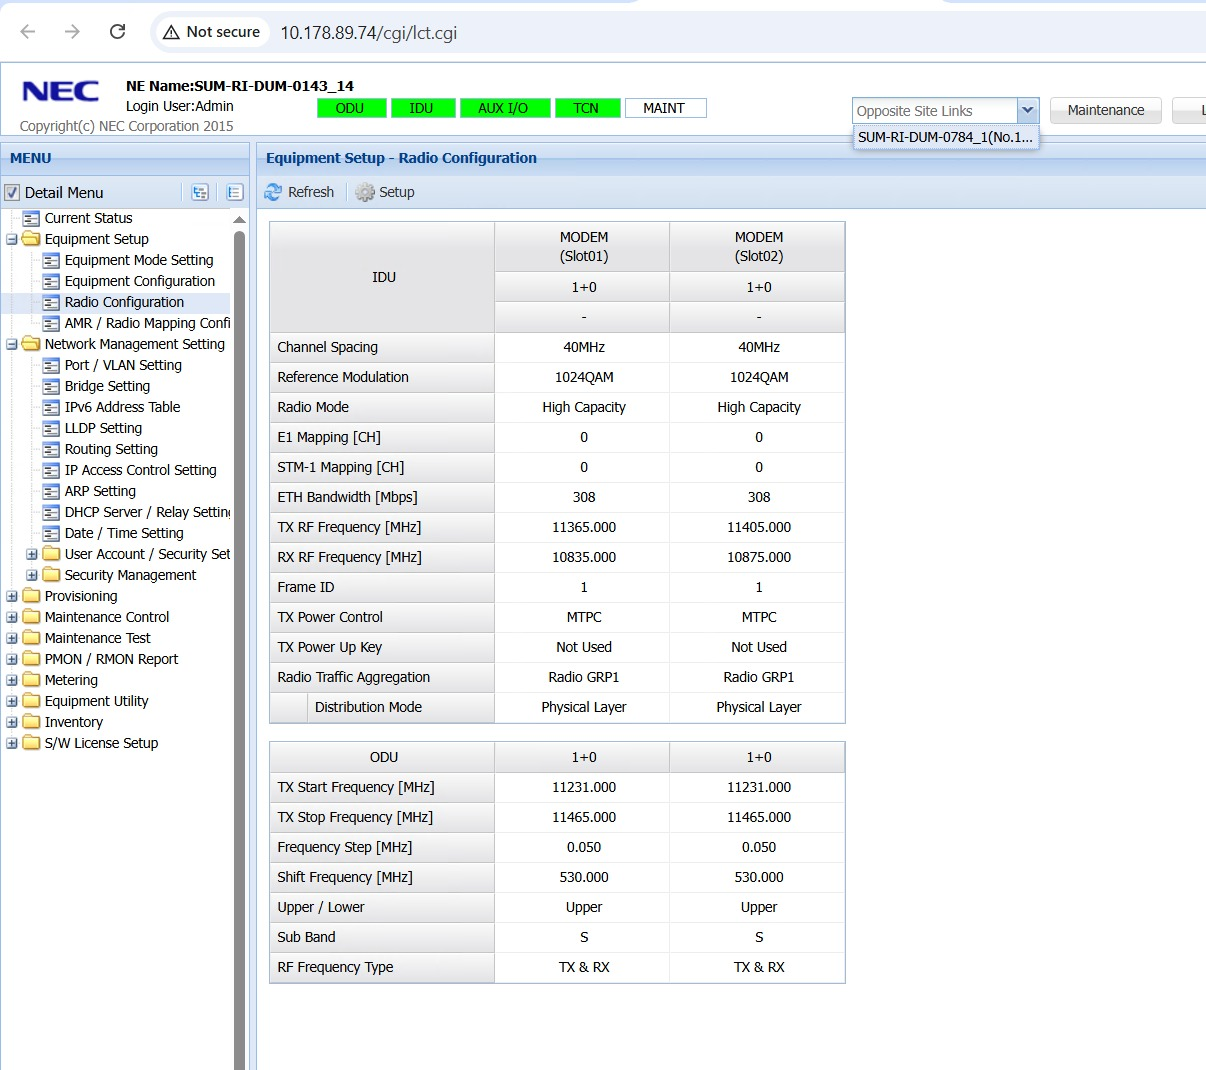 Not secure 10.178.89.74/cgi/lct.cgi
NEC
NE Name:SUM-RI-DUM-0143_14
Login User:Admin
Copyright(c) NEC Corporation 2015
ODU IDU AUX I/O TCN MAINT
Opposite Site Links
SUM-RI-DUM-0784_1(No.1...
Maintenance
L
MENU
Detail Menu
Current Status
Equipment Setup
Equipment Mode Setting
Equipment Configuration
Radio Configuration
AMR / Radio Mapping Confi
Network Management Setting
Port / VLAN Setting
Bridge Setting
IPv6 Address Table
LLDP Setting
Routing Setting
IP Access Control Setting
ARP Setting
DHCP Server / Relay Setting
Date / Time Setting
User Account / Security Set
Security Management
Provisioning
Maintenance Control
Maintenance Test
PMON / RMON Report
Metering
Equipment Utility
Inventory
S/W License Setup
Equipment Setup - Radio Configuration
Refresh Setup
IDU
MODEM (Slot01) MODEM (Slot02)
1+0 1+0
- -
Channel Spacing 40MHz 40MHz
Reference Modulation 1024QAM 1024QAM
Radio Mode High Capacity High Capacity
E1 Mapping [CH] 0 0
STM-1 Mapping [CH] 0 0
ETH Bandwidth [Mbps] 308 308
TX RF Frequency [MHz] 11365.000 11405.000
RX RF Frequency [MHz] 10835.000 10875.000
Frame ID 1 1
TX Power Control MTPC MTPC
TX Power Up Key Not Used Not Used
Radio Traffic Aggregation Radio GRP1 Radio GRP1
Distribution Mode Physical Layer Physical Layer
ODU 1+0 1+0
TX Start Frequency [MHz] 11231.000 11231.000
TX Stop Frequency [MHz] 11465.000 11465.000
Frequency Step [MHz] 0.050 0.050
Shift Frequency [MHz] 530.000 530.000
Upper / Lower Upper Upper
Sub Band S S
RF Frequency Type TX & RX TX & RX